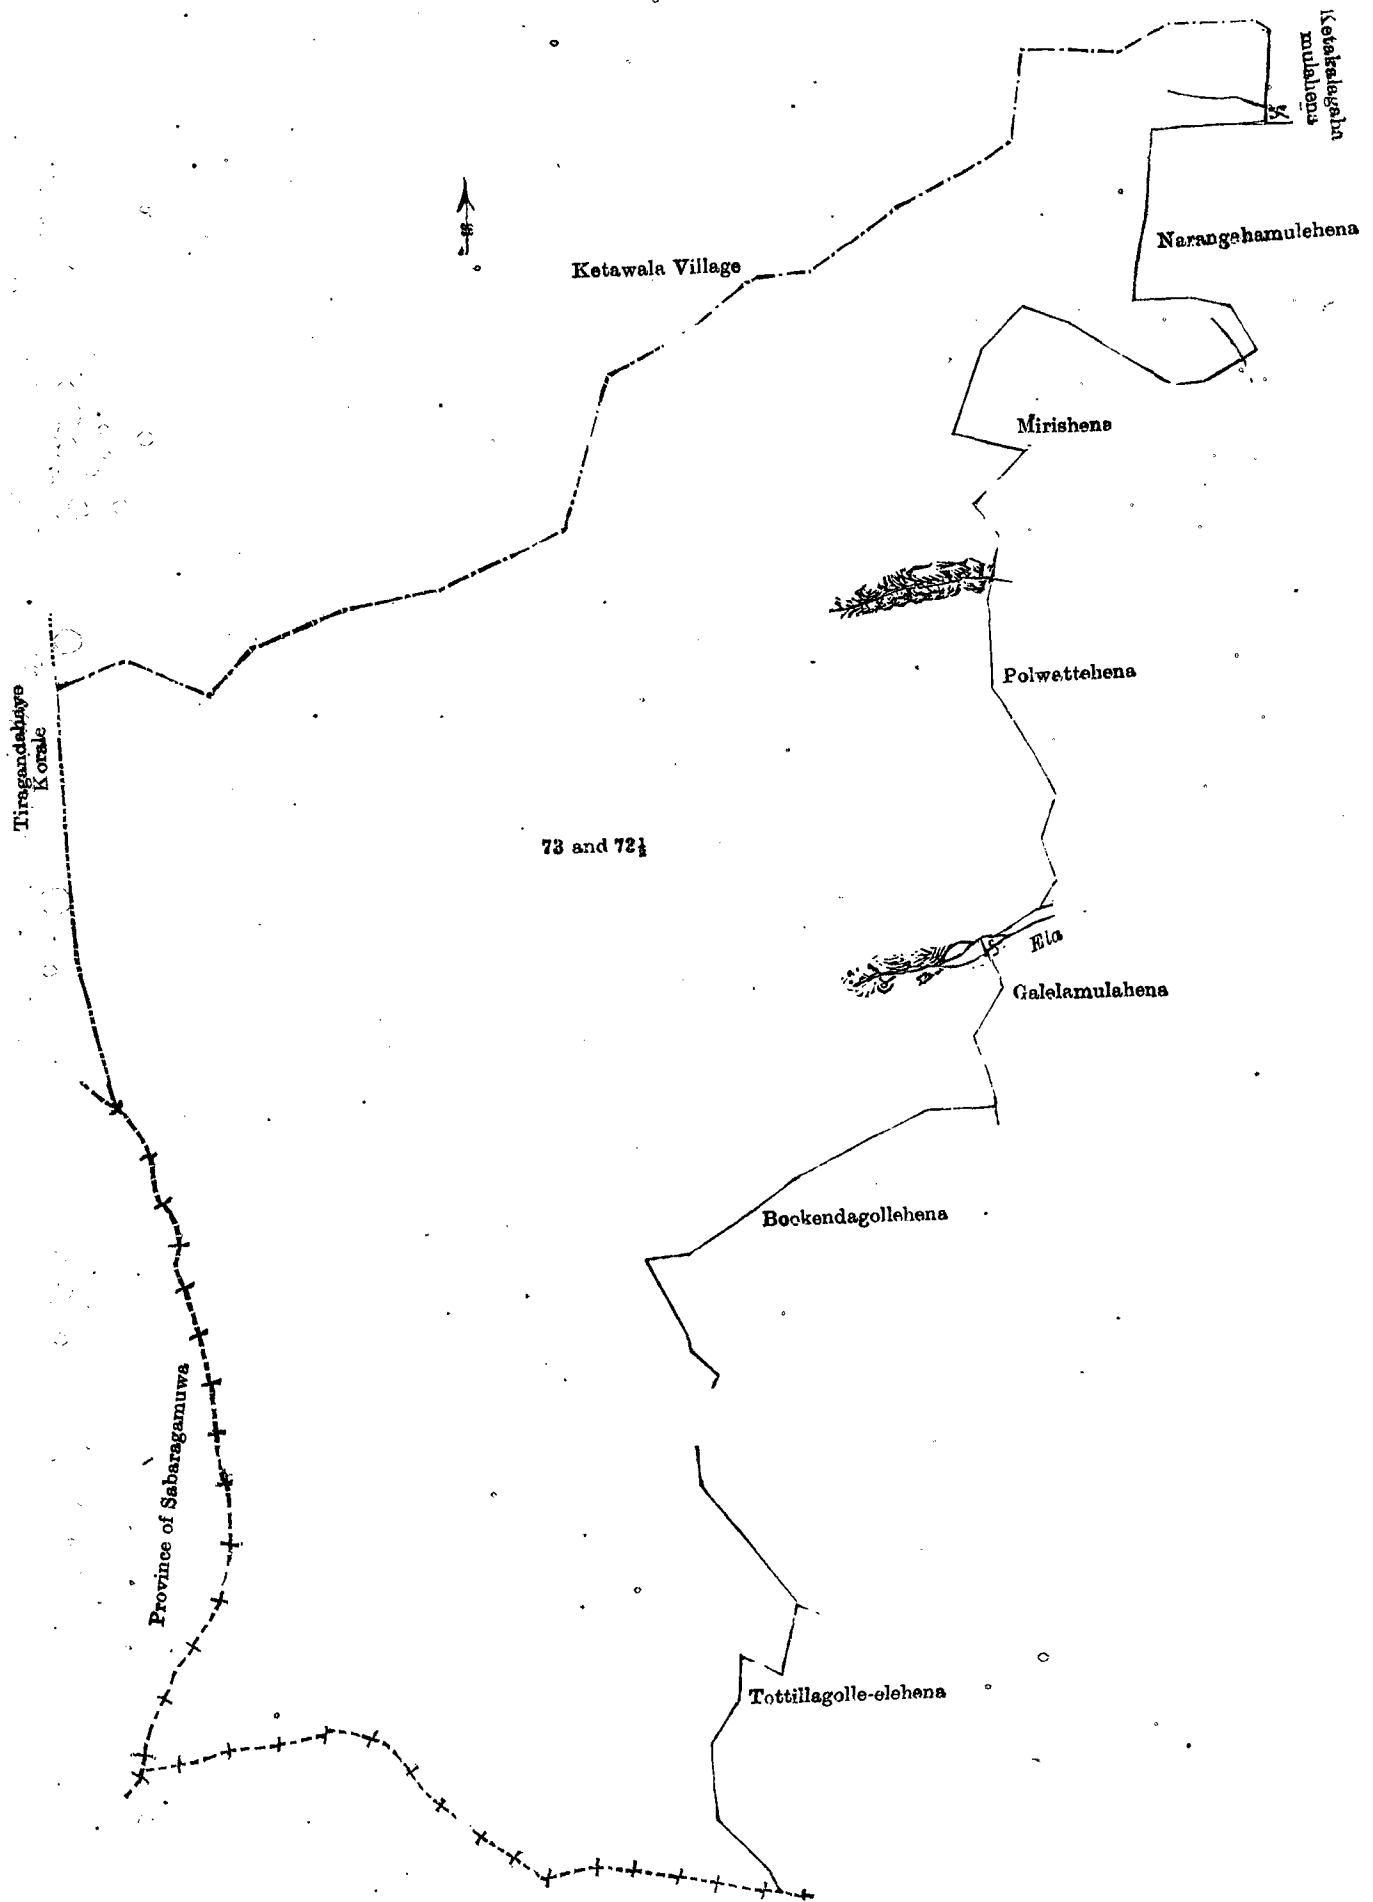 Ketakalagaha
mulahena
Narangahamulehena
Ketawala Village
Mirishena
Polwattehena
Tiragandahaye
Korale
73 and 72½
Ela
Galelamulahena
Bookendagollehena
Province of Sabaragamuwa
Tottillagolle-elehena